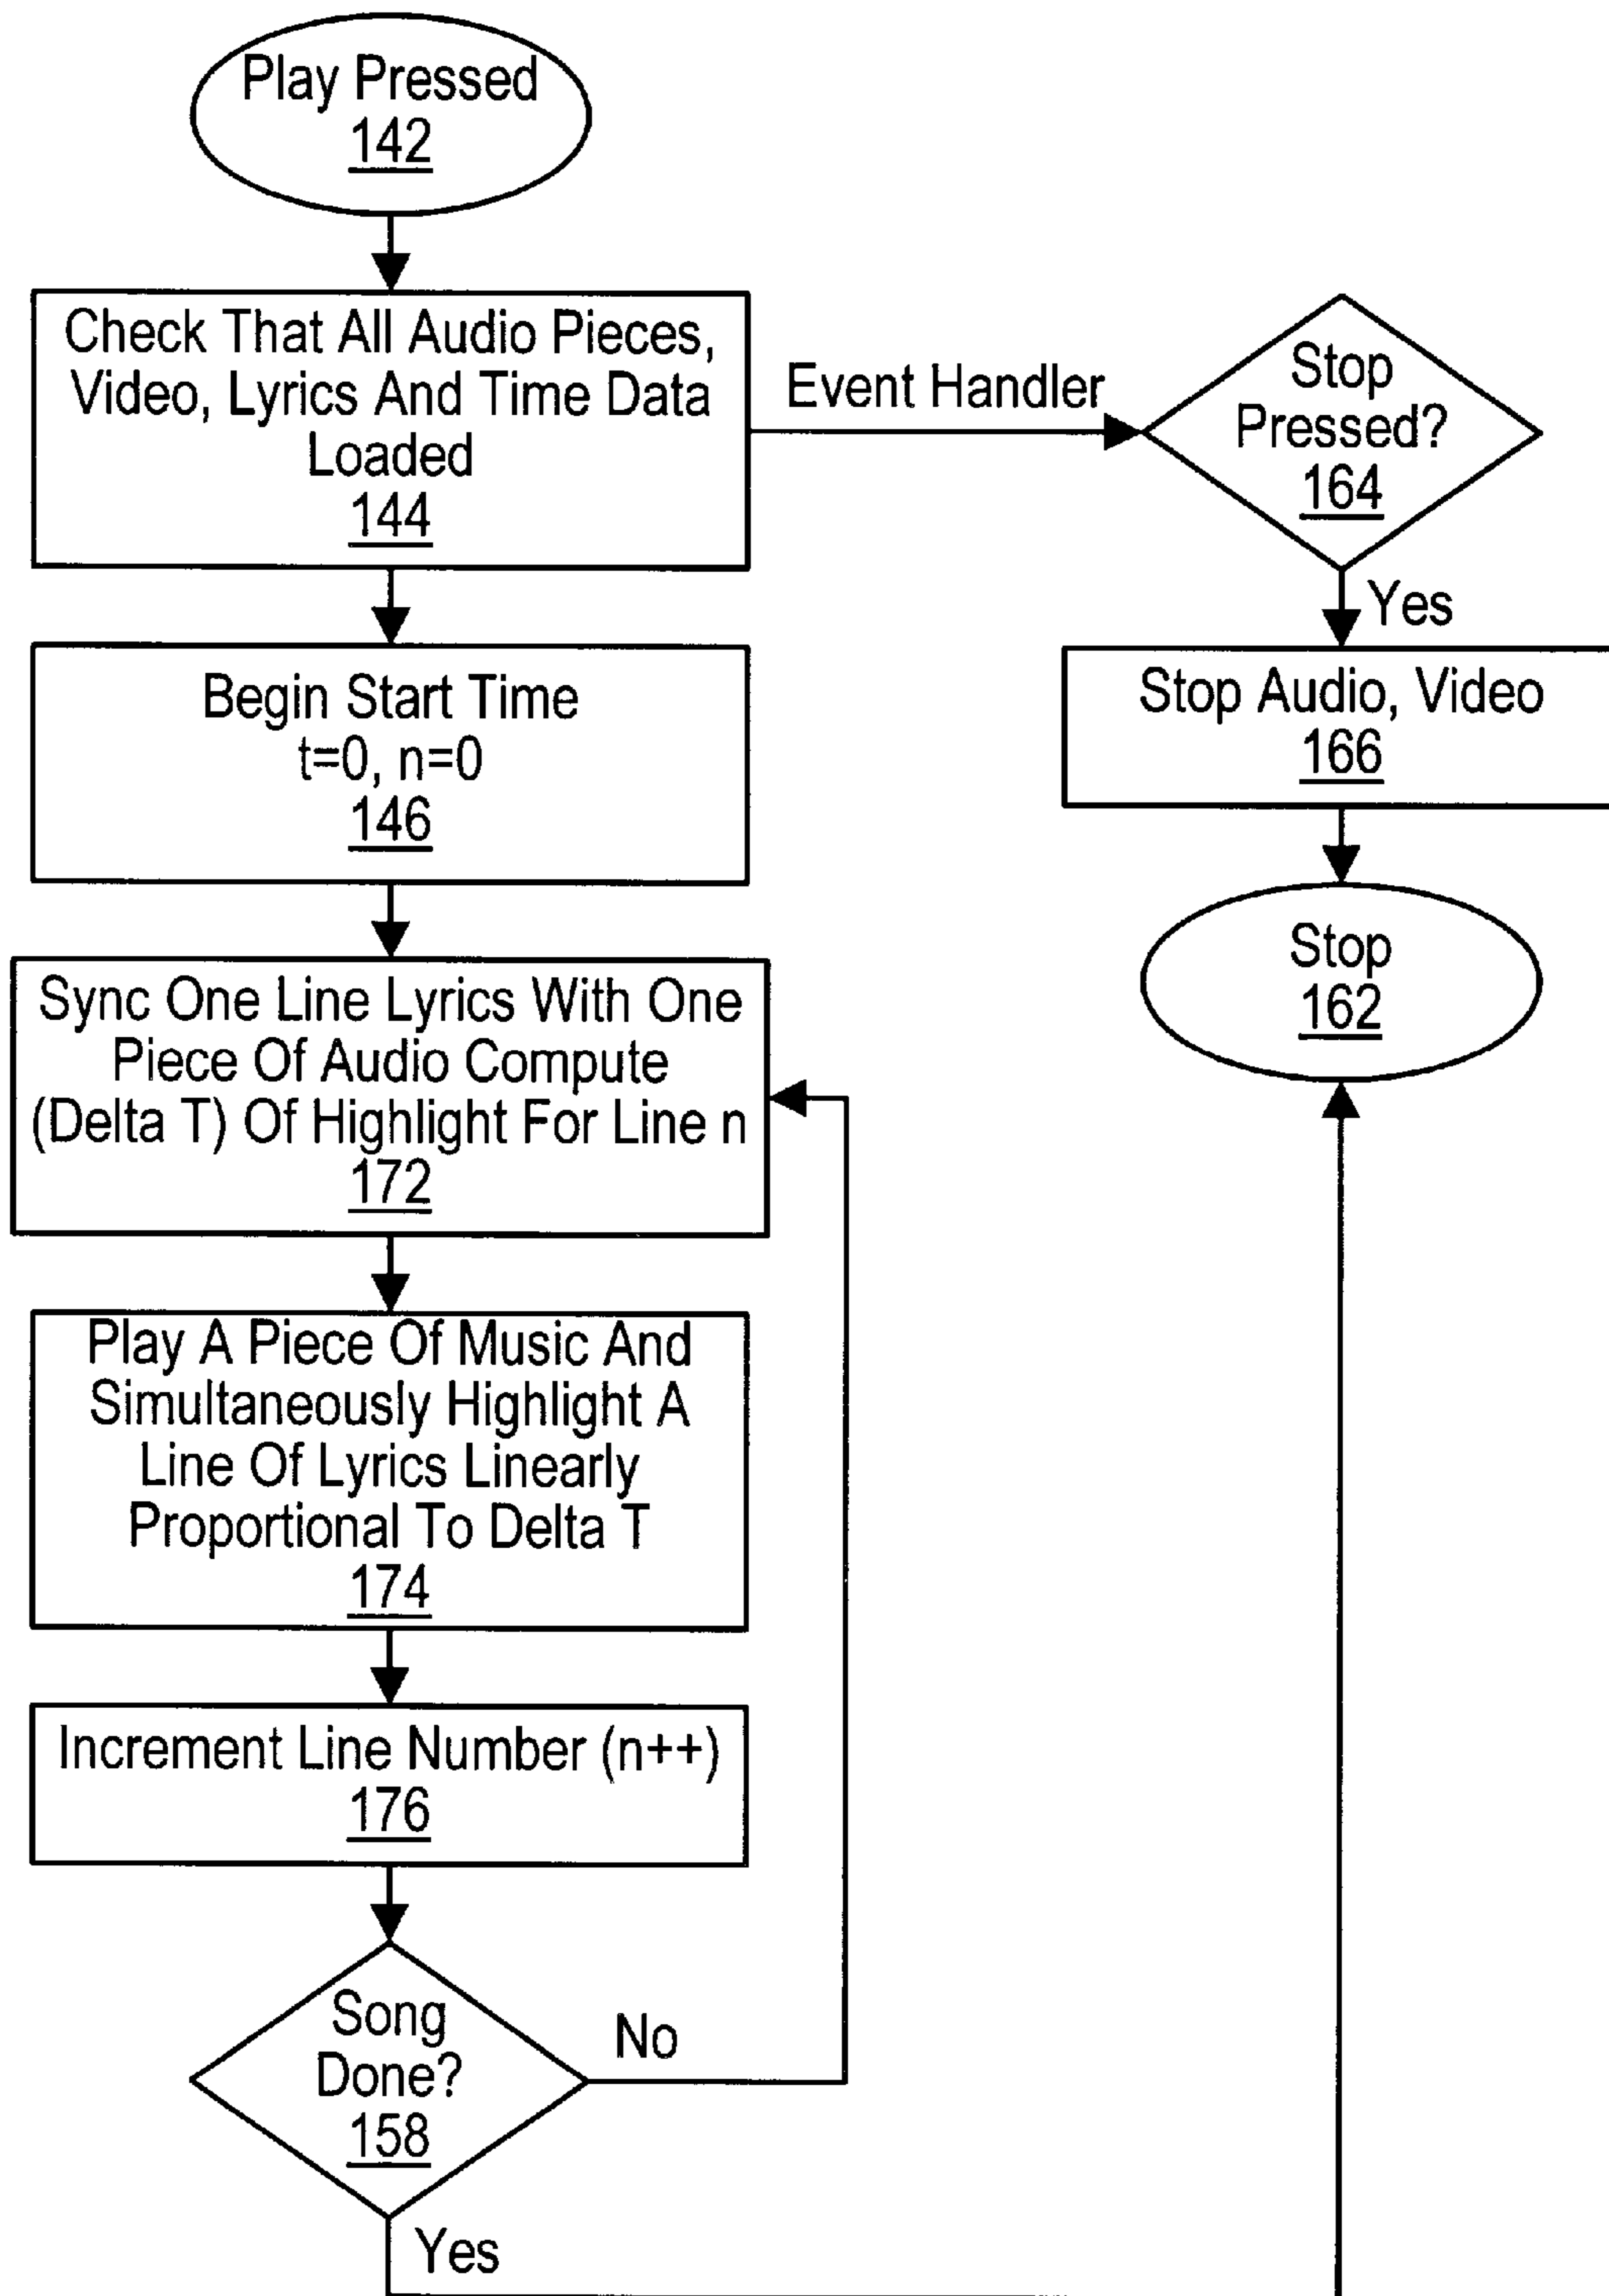 Play Pressed
142
Check That All Audio Pieces,
Video, Lyrics And Time Data
Loaded
144
Event Handler
Stop
Pressed?
164
Yes
Stop Audio, Video
166
Stop
162
Begin Start Time
t=0, n=0
146
Sync One Line Lyrics With One
Piece Of Audio Compute
(Delta T) Of Highlight For Line n
172
Play A Piece Of Music And
Simultaneously Highlight A
Line Of Lyrics Linearly
Proportional To Delta T
174
Increment Line Number (n++)
176
Song
Done?
158
No
Yes